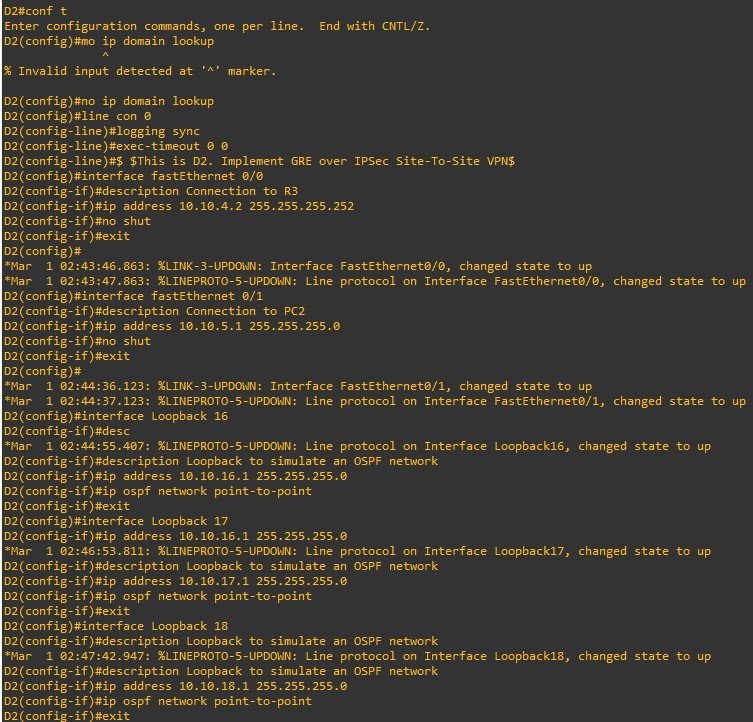 D2#conf t
Enter configuration commands, one per line.  End with CNTL/Z.
D2(config)#mo ip domain lookup
^
% Invalid input detected at '^' marker.
D2(config)#no ip domain lookup
D2(config)#line con 0
D2(config-line)#logging sync
D2(config-line)#exec-timeout 0 0
D2(config-line)#$ $This is D2. Implement GRE over IPSec Site-To-Site VPN$
D2(config)#interface fastEthernet 0/0
D2(config-if)#description Connection to R3
D2(config-if)#ip address 10.10.4.2 255.255.255.252
D2(config-if)#no shut
D2(config-if)#exit
D2(config)#
*Mar  1 02:43:46.863: %LINK-3-UPDOWN: Interface FastEthernet0/0, changed state to up
*Mar  1 02:43:47.863: %LINEPROTO-5-UPDOWN: Line protocol on Interface FastEthernet0/0, changed state to up
D2(config)#interface fastEthernet 0/1
D2(config-if)#description Connection to PC2
D2(config-if)#ip address 10.10.5.1 255.255.255.0
D2(config-if)#no shut
D2(config-if)#exit
D2(config)#
*Mar  1 02:44:36.123: %LINK-3-UPDOWN: Interface FastEthernet0/1, changed state to up
*Mar  1 02:44:37.123: %LINEPROTO-5-UPDOWN: Line protocol on Interface FastEthernet0/1, changed state to up
D2(config)#interface Loopback 16
D2(config-if)#desc
*Mar  1 02:44:55.407: %LINEPROTO-5-UPDOWN: Line protocol on Interface Loopback16, changed state to up
D2(config-if)#description Loopback to simulate an OSPF network
D2(config-if)#ip address 10.10.16.1 255.255.255.0
D2(config-if)#ip ospf network point-to-point
D2(config-if)#exit
D2(config)#interface Loopback 17
D2(config-if)#ip address 10.10.16.1 255.255.255.0
*Mar  1 02:46:53.811: %LINEPROTO-5-UPDOWN: Line protocol on Interface Loopback17, changed state to up
D2(config-if)#description Loopback to simulate an OSPF network
D2(config-if)#ip address 10.10.17.1 255.255.255.0
D2(config-if)#ip ospf network point-to-point
D2(config-if)#exit
D2(config)#interface Loopback 18
D2(config-if)#description Loopback to simulate an OSPF network
*Mar  1 02:47:42.947: %LINEPROTO-5-UPDOWN: Line protocol on Interface Loopback18, changed state to up
D2(config-if)#description Loopback to simulate an OSPF network
D2(config-if)#ip address 10.10.18.1 255.255.255.0
D2(config-if)#ip ospf network point-to-point
D2(config-if)#exit